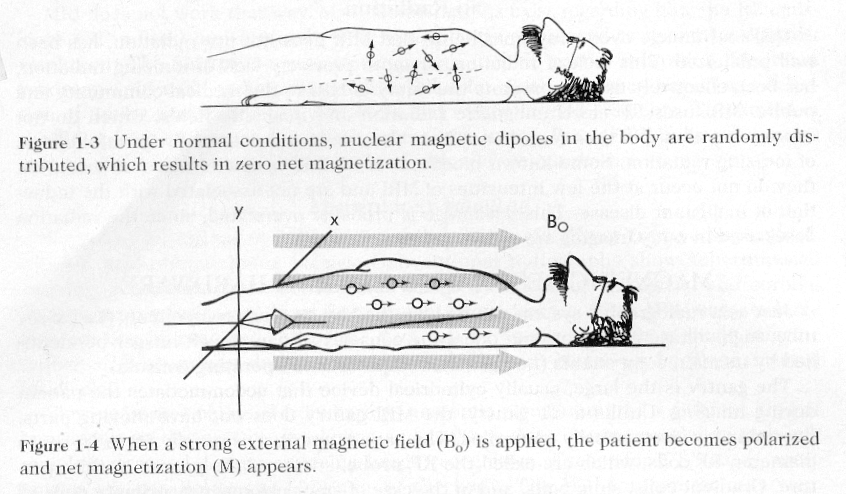 Figure 1-3 Under normal conditions, nuclear magnetic dipoles in the body are randomly dis-
tributed, which results in zero net magnetization.
y
x
Bo
Figure 1-4 When a strong external magnetic field (Bo) is applied, the patient becomes polarized
and net magnetization (M) appears.